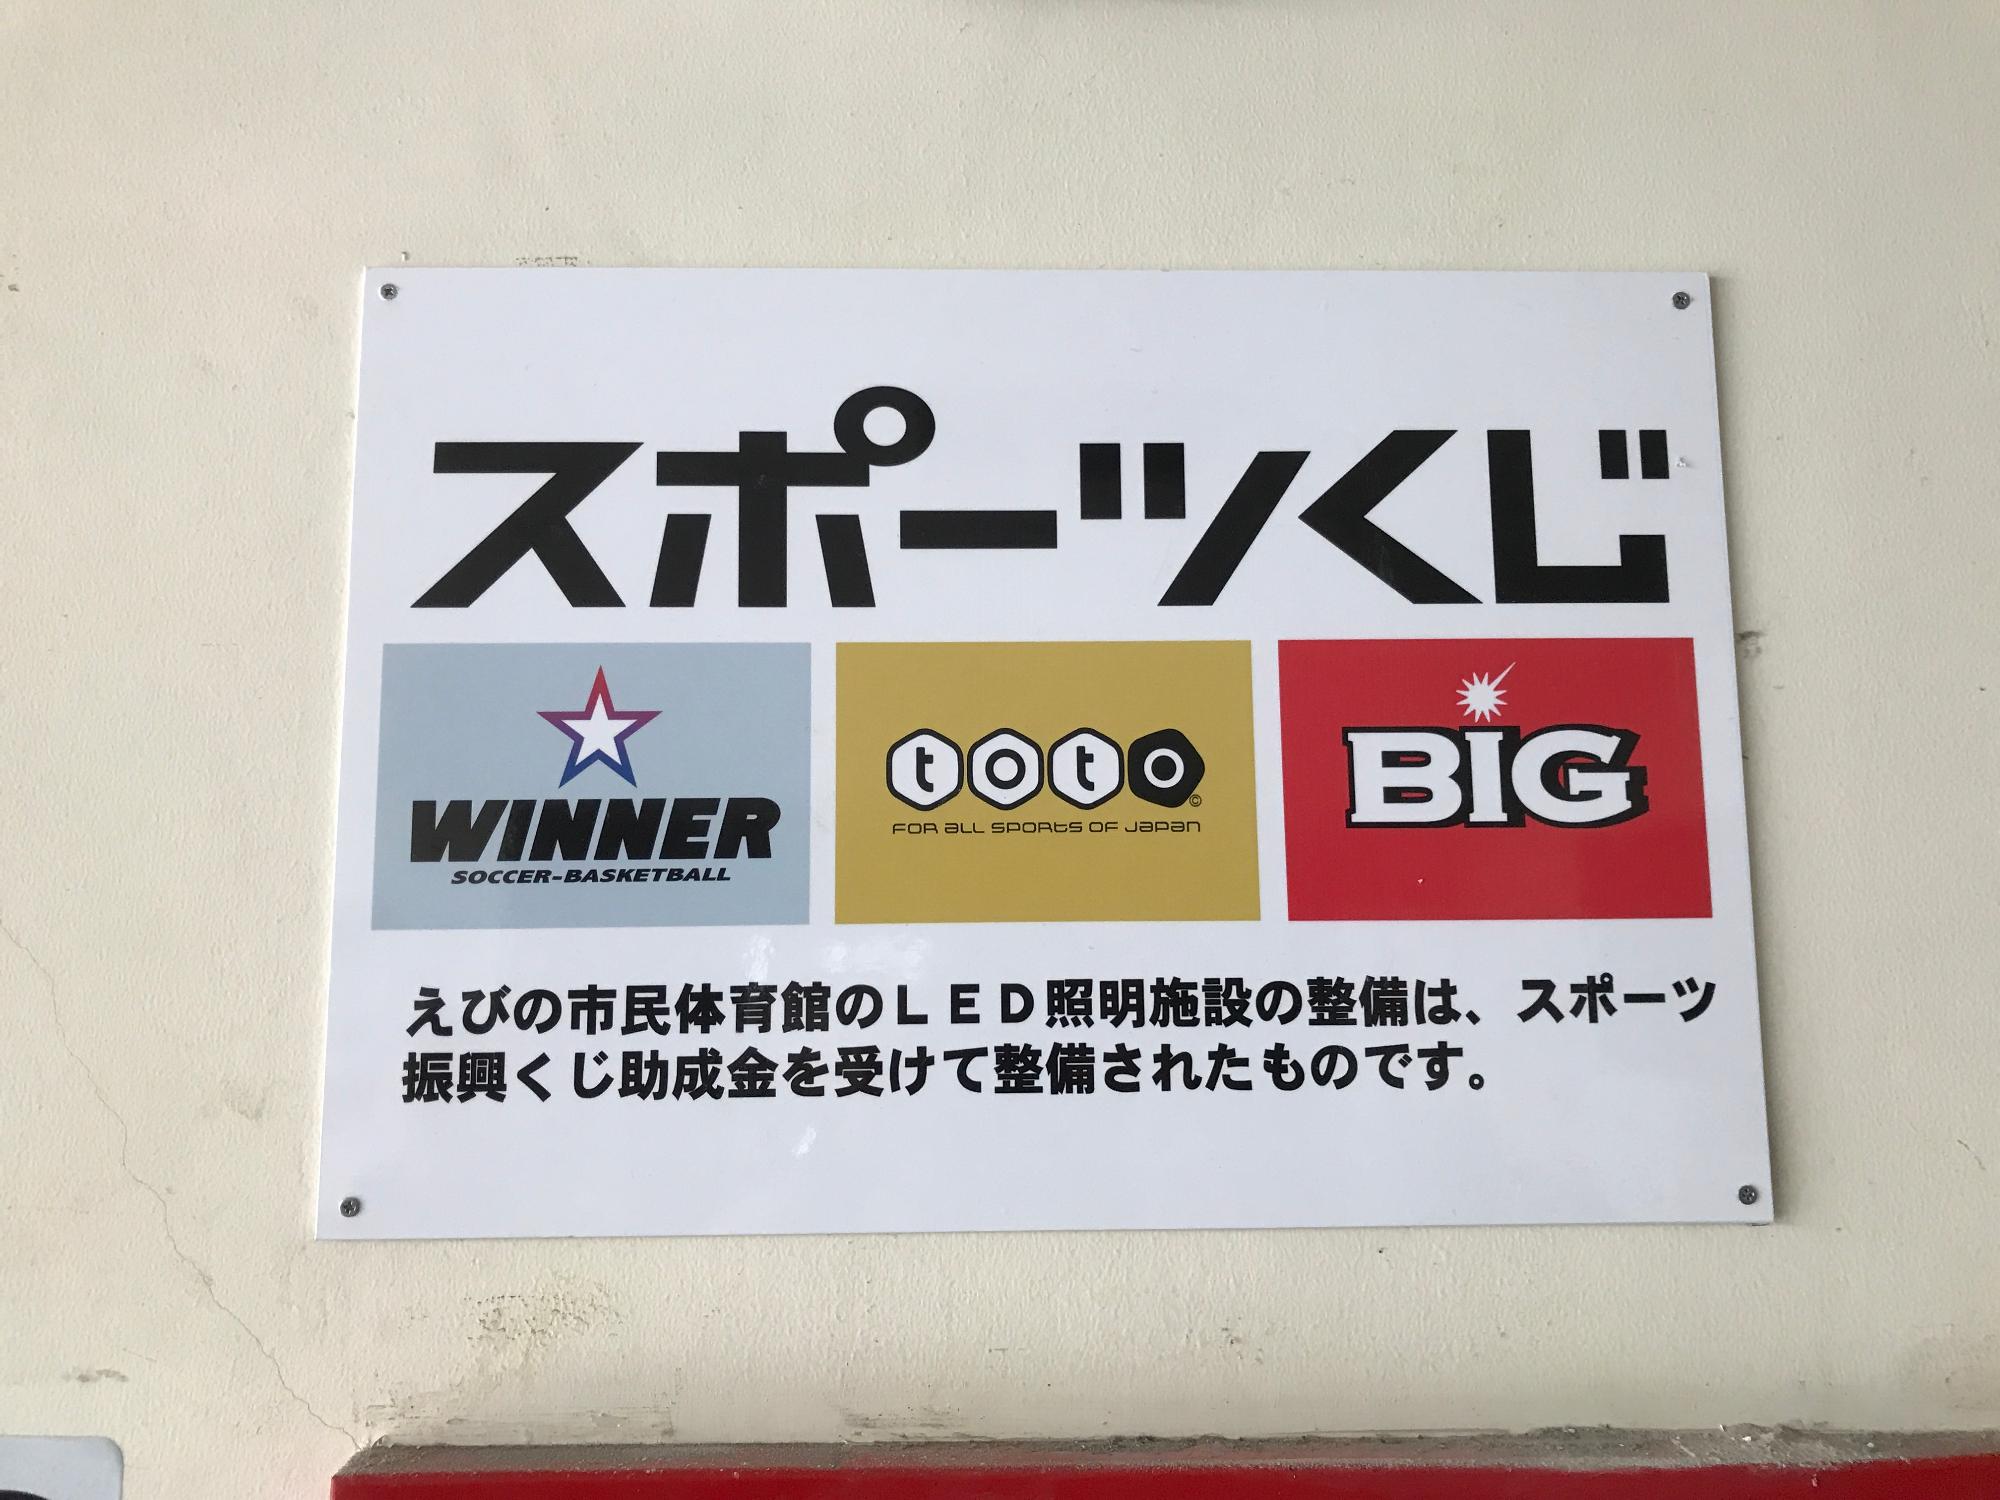 スポーツくじ
WINNER
SOCCER-BASKETBALL
toto
©
FOR ALL SPORTS OF JAPAN
BIG
えびの市民体育館のＬＥＤ照明施設の整備は、スポーツ
振興くじ助成金を受けて整備されたものです。